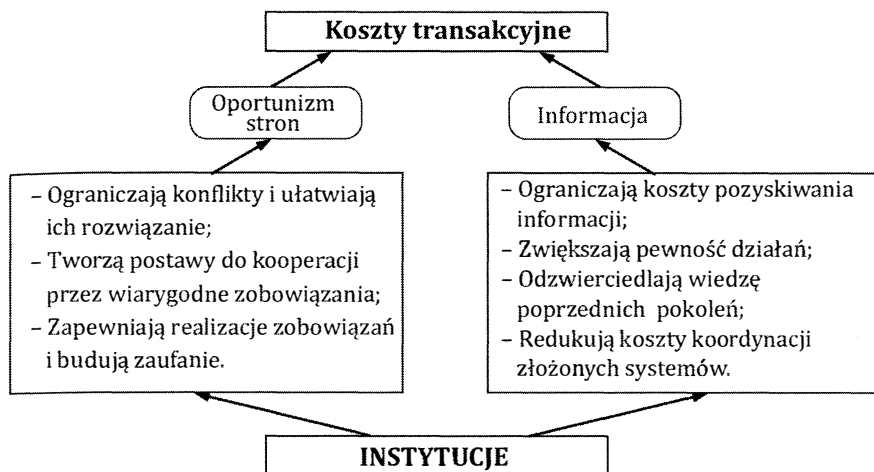 Koszty transakcyjne
Oportunizm
stron
Informacja
– Ograniczają konflikty i ułatwiają
ich rozwiązanie;
– Tworzą postawy do kooperacji
przez wiarygodne zobowiązania;
– Zapewniają realizacje zobowiązań
i budują zaufanie.
– Ograniczają koszty pozyskiwania
informacji;
– Zwiększają pewność działań;
– Odzwierciedlają wiedzę
poprzednich pokoleń;
– Redukują koszty koordynacji
złożonych systemów.
INSTYTUCJE